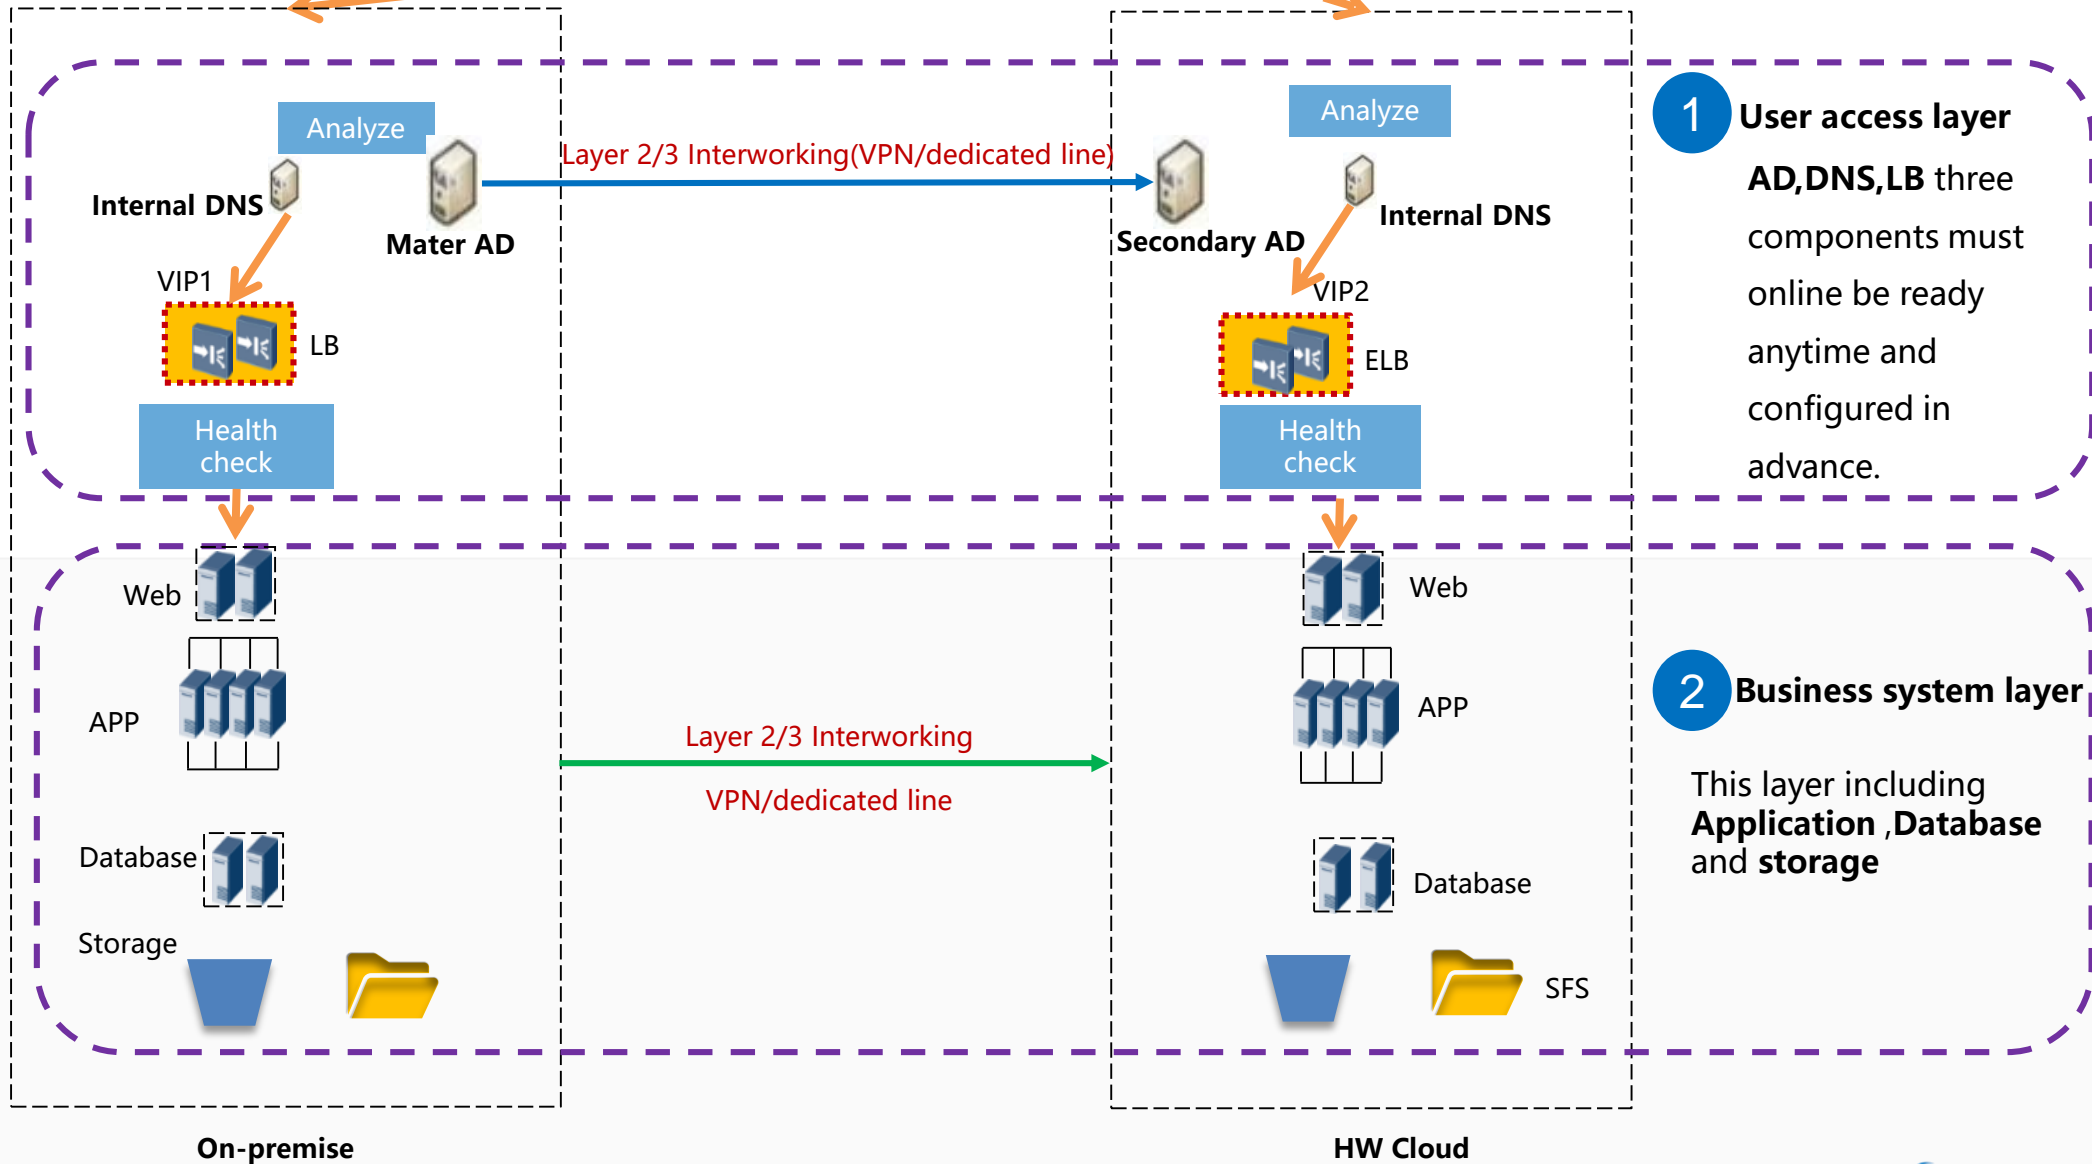 Analyze
Internal DNS
Mater AD
VIP1
LB
Health
check
Layer 2/3 Interworking(VPN/dedicated line)
Analyze
Secondary AD
Internal DNS
VIP2
ELB
Health
check
1
User access layer
AD,DNS,LB three
components must
online be ready
anytime and
configured in
advance.
Web
APP
Database
Storage
Layer 2/3 Interworking
VPN/dedicated line
Web
APP
Database
SFS
2
Business system layer
This layer including
Application ,Database
and storage
On-premise
HW Cloud